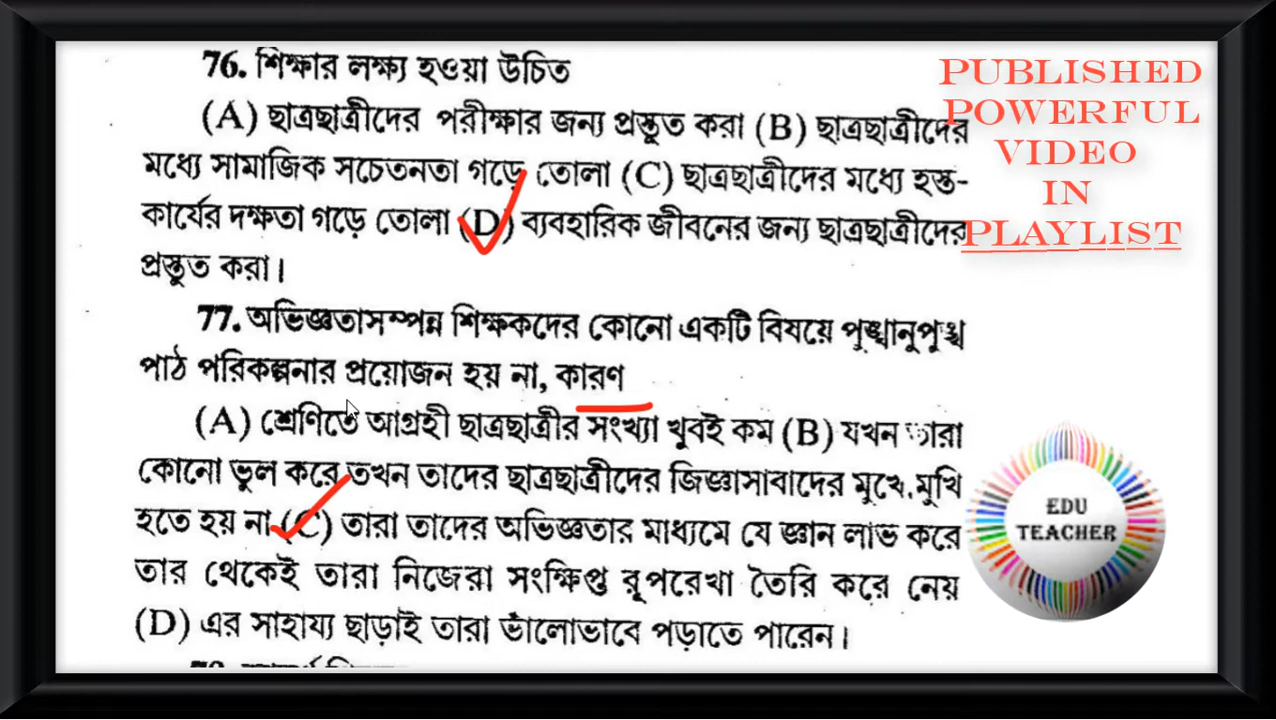 76. শিক্ষার লক্ষ্য হওয়া উচিত
(A) ছাত্রছাত্রীদের পরীক্ষার জন্য প্রস্তুত করা (B) ছাত্রছাত্রীদের
মধ্যে সামাজিক সচেতনতা গড়ে তোলা (C) ছাত্রছাত্রীদের মধ্যে হস্ত-
কার্যের দক্ষতা গড়ে তোলা (D) ব্যবহারিক জীবনের জন্য ছাত্রছাত্রীদের
প্রস্তুত করা।
77. অভিজ্ঞতাসম্পন্ন শিক্ষকদের কোনো একটি বিষয়ে পুঙ্খানুপুঙ্খ
পাঠ পরিকল্পনার প্রয়োজন হয় না, কারণ
(A) শ্রেণিতে আগ্রহী ছাত্রছাত্রীর সংখ্যা খুবই কম (B) যখন তারা
কোনো ভুল করে তখন তাদের ছাত্রছাত্রীদের জিজ্ঞাসাবাদের মুখোমুখি
হতে হয় না (C) তারা তাদের অভিজ্ঞতার মাধ্যমে যে জ্ঞান লাভ করে
তার থেকেই তারা নিজেরা সংক্ষিপ্ত রূপরেখা তৈরি করে নেয়
(D) এর সাহায্য ছাড়াই তারা ভালোভাবে পড়াতে পারেন।
PUBLISHED
POWERFUL
VIDEO
IN
PLAYLIST
EDU
TEACHER